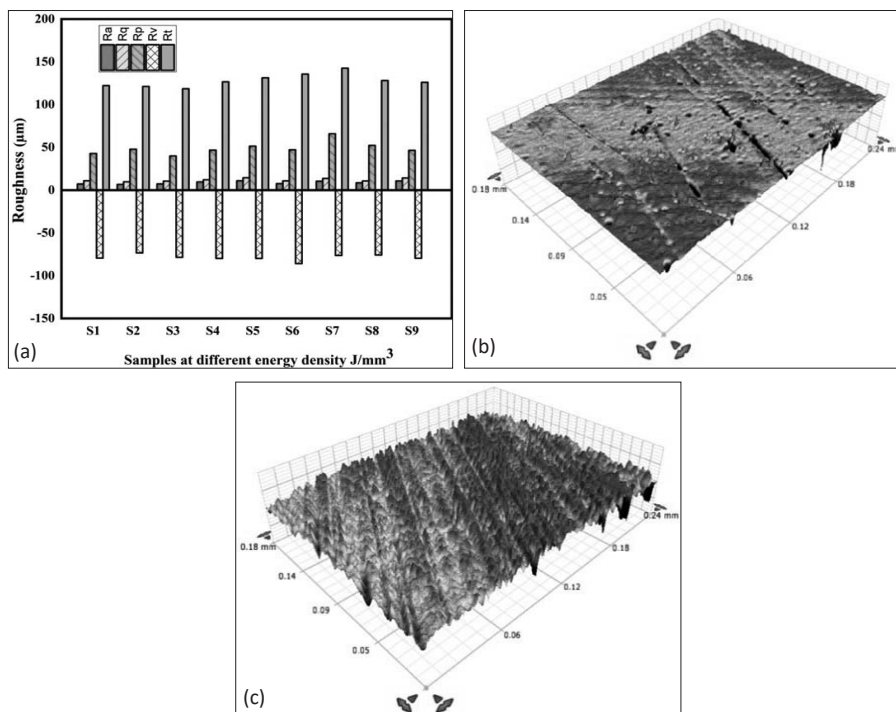 200
150
100
50
0
-50
-100
-150
Roughness (µm)
Ra
Rq
Rp
Rv
Rt
S1 S2 S3 S4 S5 S6 S7 S8 S9
Samples at different energy density J/mm³
(a)
0.18 mm
0.14
0.09
0.05
0.06
0.12
0.18
0.24 mm
(b)
0.18 mm
0.14
0.09
0.05
0.06
0.12
0.18
0.24 mm
(c)